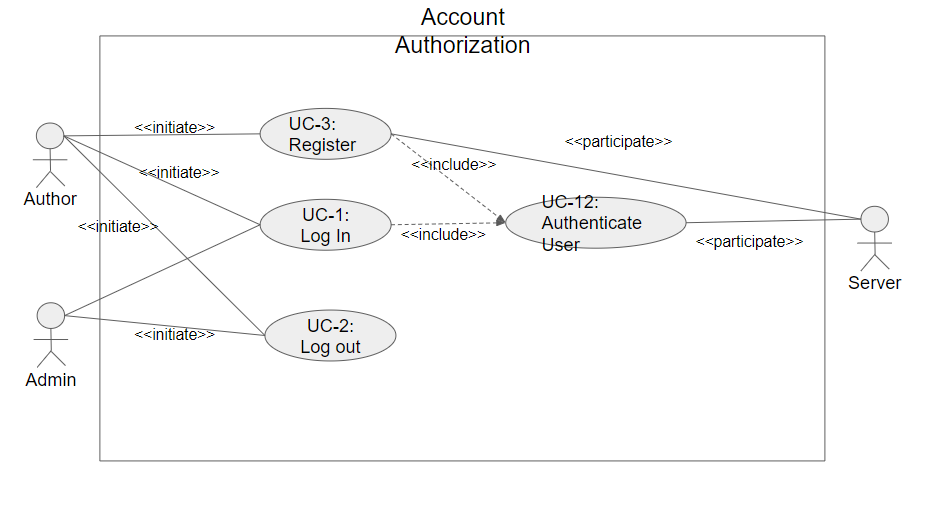 Account
Authorization
<<initiate>>
UC-3:
Register
<<participate>>
<<include>>
<<initiate>>
Author
UC-1:
Log In
UC-12:
Authenticate
User
<<initiate>>
<<include>>
<<participate>>
Server
<<initiate>>
UC-2:
Log out
Admin